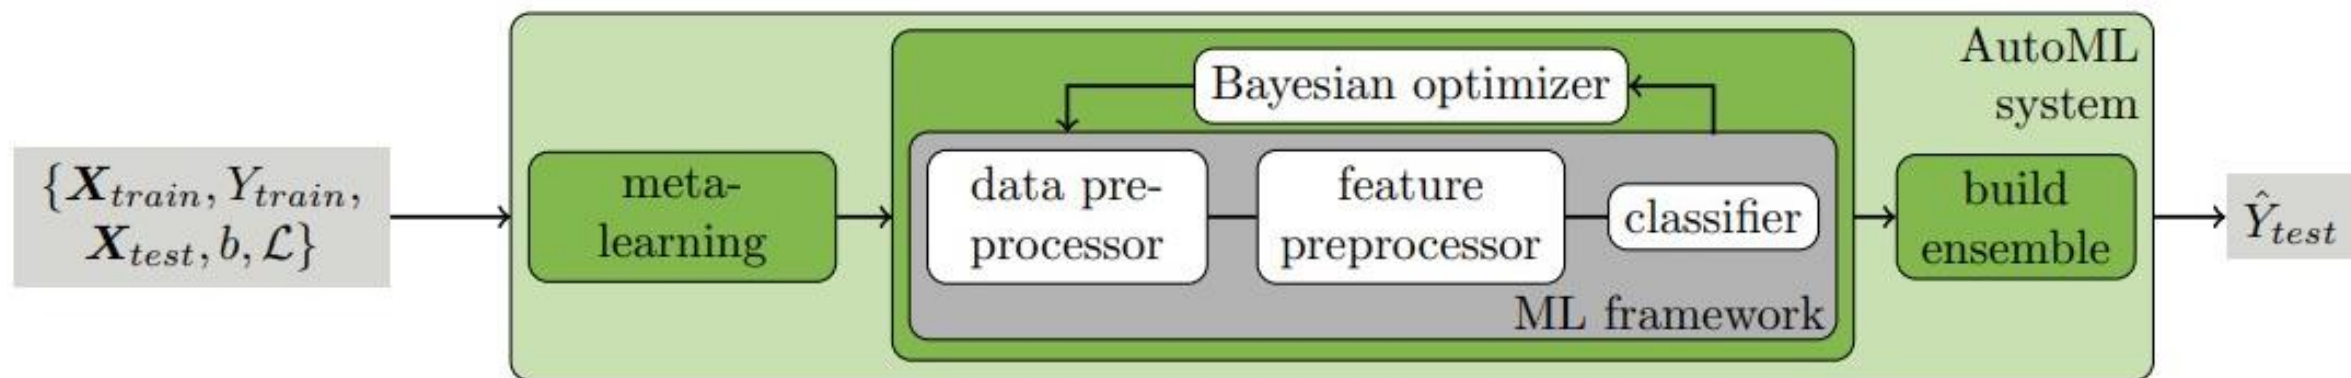 {X_train, Y_train,
X_test, b, ℒ}
meta-
learning
Bayesian optimizer
data pre-
processor
feature
preprocessor
classifier
ML framework
AutoML
system
build
ensemble
Ŷ_test